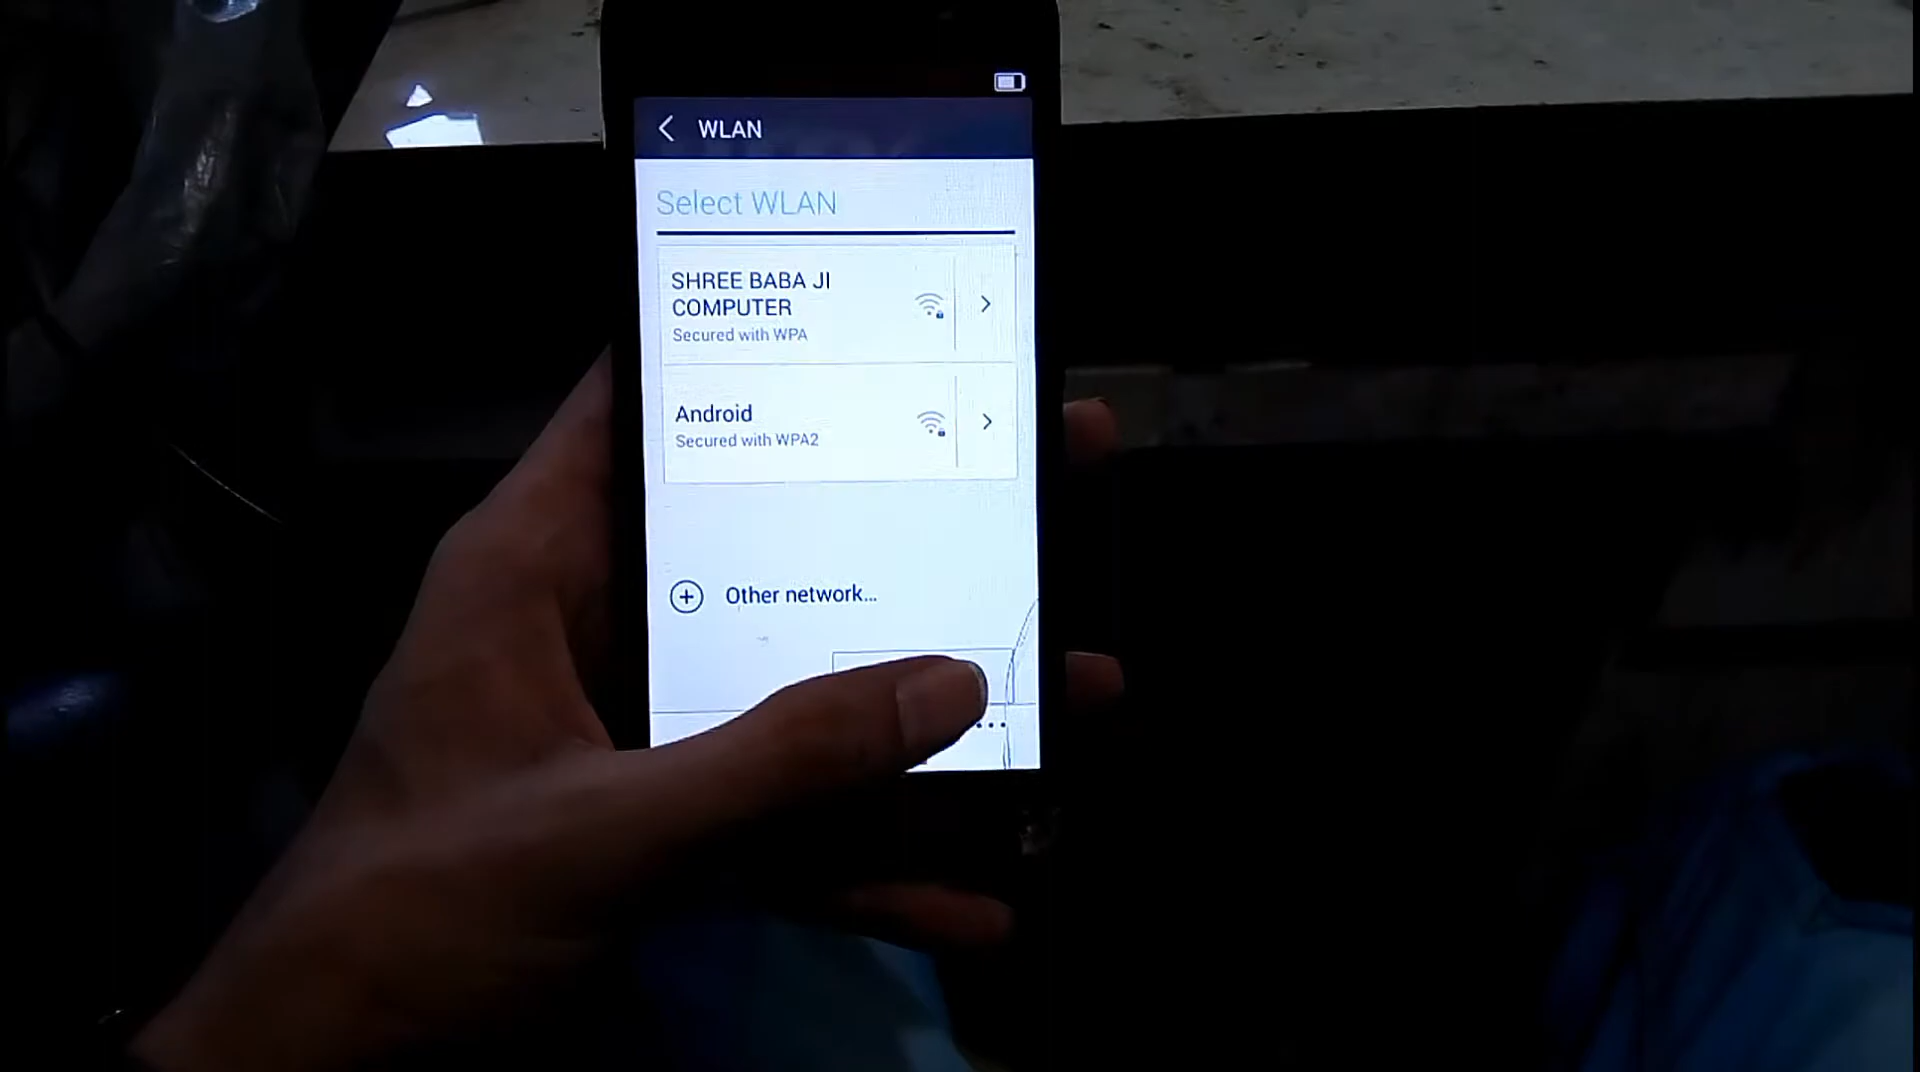 WLAN
Select WLAN
SHREE BABA JI
COMPUTER
Secured with WPA
Android
Secured with WPA2
Other network...